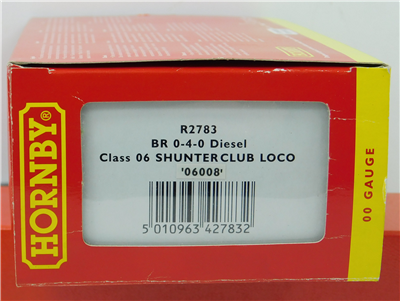 HORNBY
R2783
BR 0-4-0 Diesel
Class 06 SHUNTER CLUB LOCO
'06008'
5 010963 427832
00 GAUGE